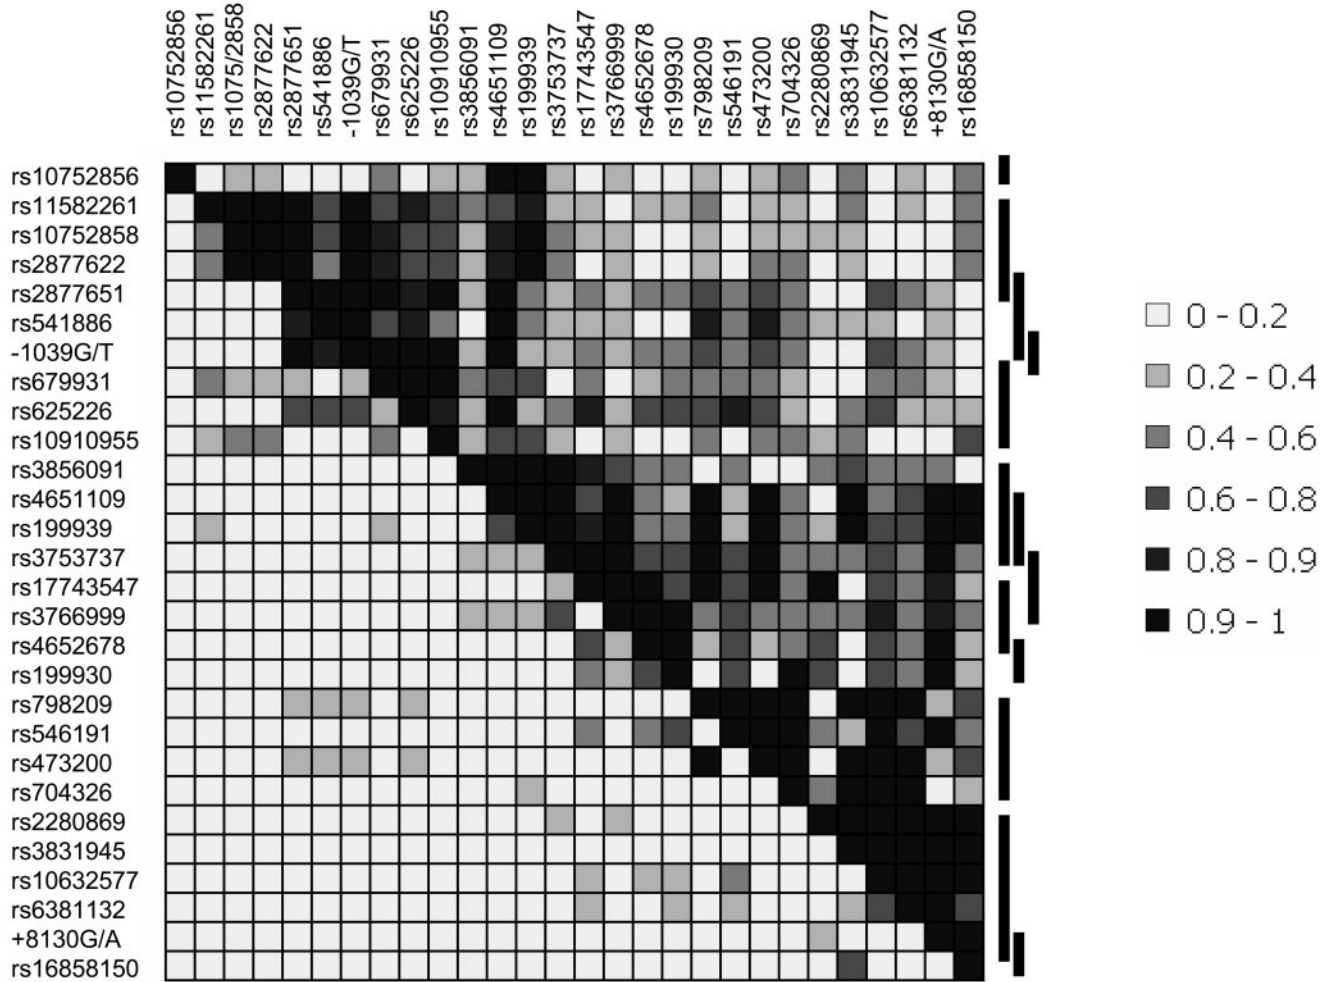 rs10752856
rs11582261
rs1075/2858
rs2877622
rs2877651
rs541886
-1039G/T
rs679931
rs625226
rs10910955
rs3856091
rs4651109
rs199939
rs3753737
rs17743547
rs3766999
rs4652678
rs199930
rs798209
rs546191
rs473200
rs704326
rs2280869
rs3831945
rs10632577
rs6381132
+8130G/A
rs16858150
rs10752856
rs11582261
rs10752858
rs2877622
rs2877651
rs541886
-1039G/T
rs679931
rs625226
rs10910955
rs3856091
rs4651109
rs199939
rs3753737
rs17743547
rs3766999
rs4652678
rs199930
rs798209
rs546191
rs473200
rs704326
rs2280869
rs3831945
rs10632577
rs6381132
+8130G/A
rs16858150
0 - 0.2
0.2 - 0.4
0.4 - 0.6
0.6 - 0.8
0.8 - 0.9
0.9 - 1